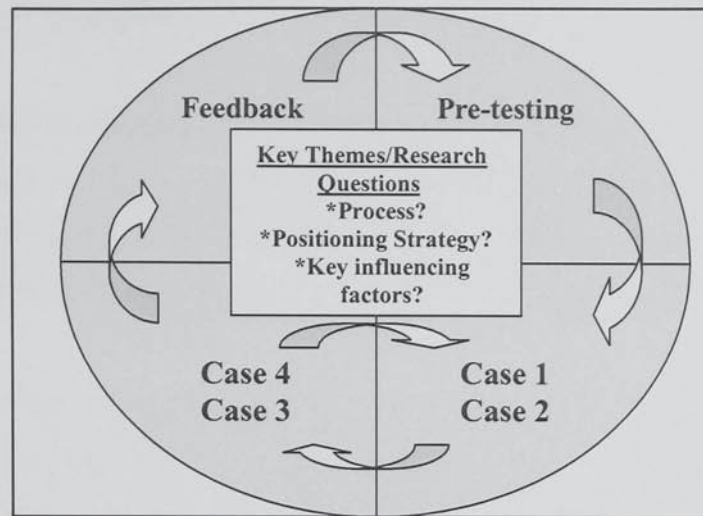 Feedback
Pre-testing
Key Themes/Research
Questions
*Process?
*Positioning Strategy?
*Key influencing
factors?
Case 4
Case 3
Case 1
Case 2